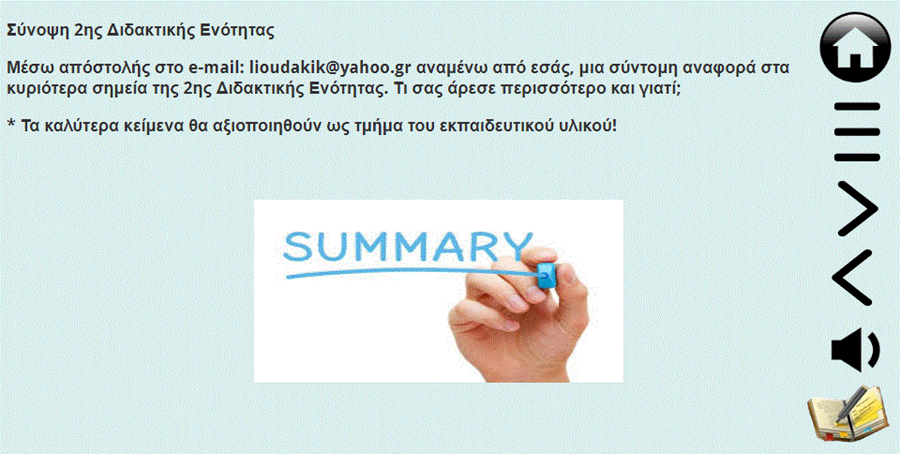 Σύνοψη 2ης Διδακτικής Ενότητας
Μέσω απόστολής στο e-mail: lioudakik@yahoo.gr αναμένω από εσάς, μια σύντομη αναφορά στα
κυριότερα σημεία της 2ης Διδακτικής Ενότητας. Τι σας άρεσε περισσότερο και γιατί;
* Τα καλύτερα κείμενα θα αξιοποιηθούν ως τμήμα του εκπαιδευτικού υλικού!
SUMMARY